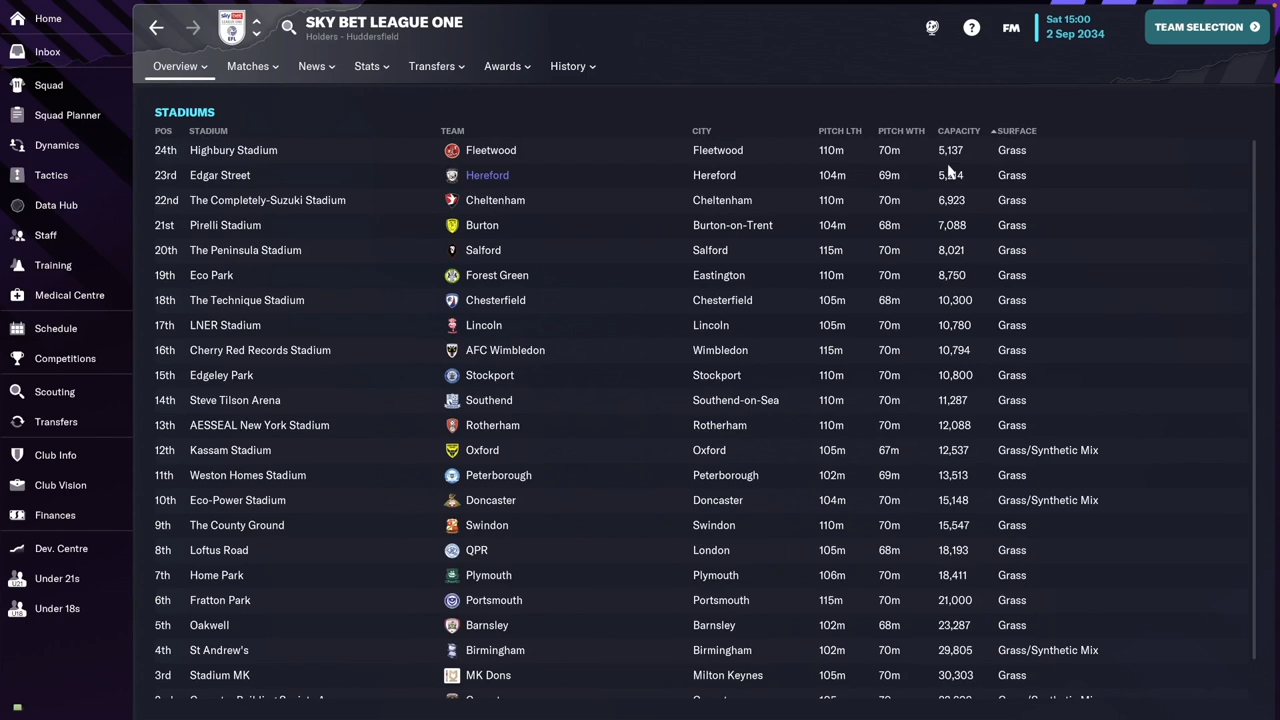 Home
Inbox
Squad
Squad Planner
Dynamics
Tactics
Data Hub
Staff
Training
Medical Centre
Schedule
Competitions
Scouting
Transfers
Club Info
Club Vision
Finances
Dev. Centre
Under 21s
Under 18s
SKY BET LEAGUE ONE
Holders - Huddersfield
FM
Sat 15:00
2 Sep 2034
TEAM SELECTION
Overview Matches News Stats Transfers Awards History
STADIUMS
POS STADIUM TEAM CITY PITCH LTH PITCH WTH CAPACITY SURFACE
24th Highbury Stadium Fleetwood Fleetwood 110m 70m 5,137 Grass
23rd Edgar Street Hereford Hereford 104m 69m Grass
22nd The Completely-Suzuki Stadium Cheltenham Cheltenham 110m 70m 6,923 Grass
21st Pirelli Stadium Burton Burton-on-Trent 104m 68m 7,088 Grass
20th The Peninsula Stadium Salford Salford 115m 70m 8,021 Grass
19th Eco Park Forest Green Eastington 110m 70m 8,750 Grass
18th The Technique Stadium Chesterfield Chesterfield 105m 68m 10,300 Grass
17th LNER Stadium Lincoln Lincoln 105m 70m 10,780 Grass
16th Cherry Red Records Stadium AFC Wimbledon Wimbledon 115m 70m 10,794 Grass
15th Edgeley Park Stockport Stockport 110m 70m 10,800 Grass
14th Steve Tilson Arena Southend Southend-on-Sea 110m 70m 11,287 Grass
13th AESSEAL New York Stadium Rotherham Rotherham 110m 70m 12,088 Grass
12th Kassam Stadium Oxford Oxford 105m 67m 12,537 Grass/Synthetic Mix
11th Weston Homes Stadium Peterborough Peterborough 102m 69m 13,513 Grass
10th Eco-Power Stadium Doncaster Doncaster 104m 70m 15,148 Grass/Synthetic Mix
9th The County Ground Swindon Swindon 110m 70m 15,547 Grass
8th Loftus Road QPR London 105m 68m 18,193 Grass
7th Home Park Plymouth Plymouth 106m 70m 18,411 Grass
6th Fratton Park Portsmouth Portsmouth 115m 70m 21,000 Grass
5th Oakwell Barnsley Barnsley 102m 68m 23,287 Grass
4th St Andrew's Birmingham Birmingham 102m 70m 29,805 Grass/Synthetic Mix
3rd Stadium MK MK Dons Milton Keynes 105m 70m 30,303 Grass